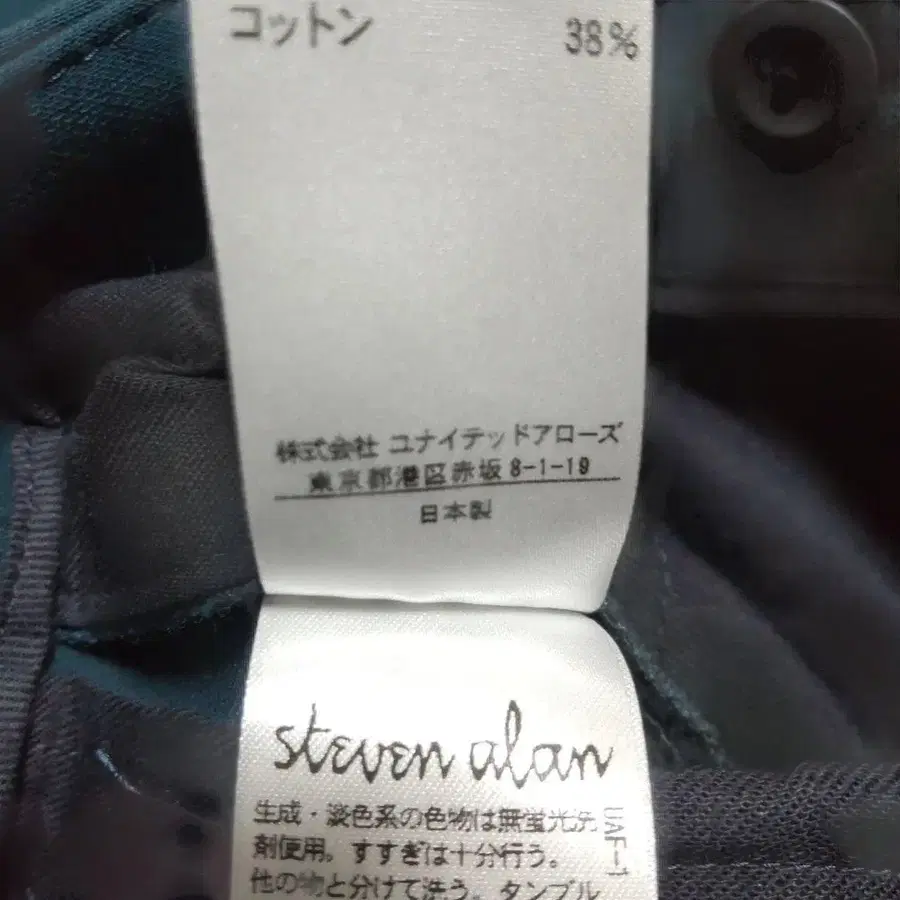 コットン 38%
株式会社 ユナイテッドアローズ
東京都港区赤坂 8-1-19
日本製
steven alan
生成・淡色系の色物は無蛍光洗
剤使用。すすぎは十分行う。
他の物と分けて洗う。タンブル
UAF-1